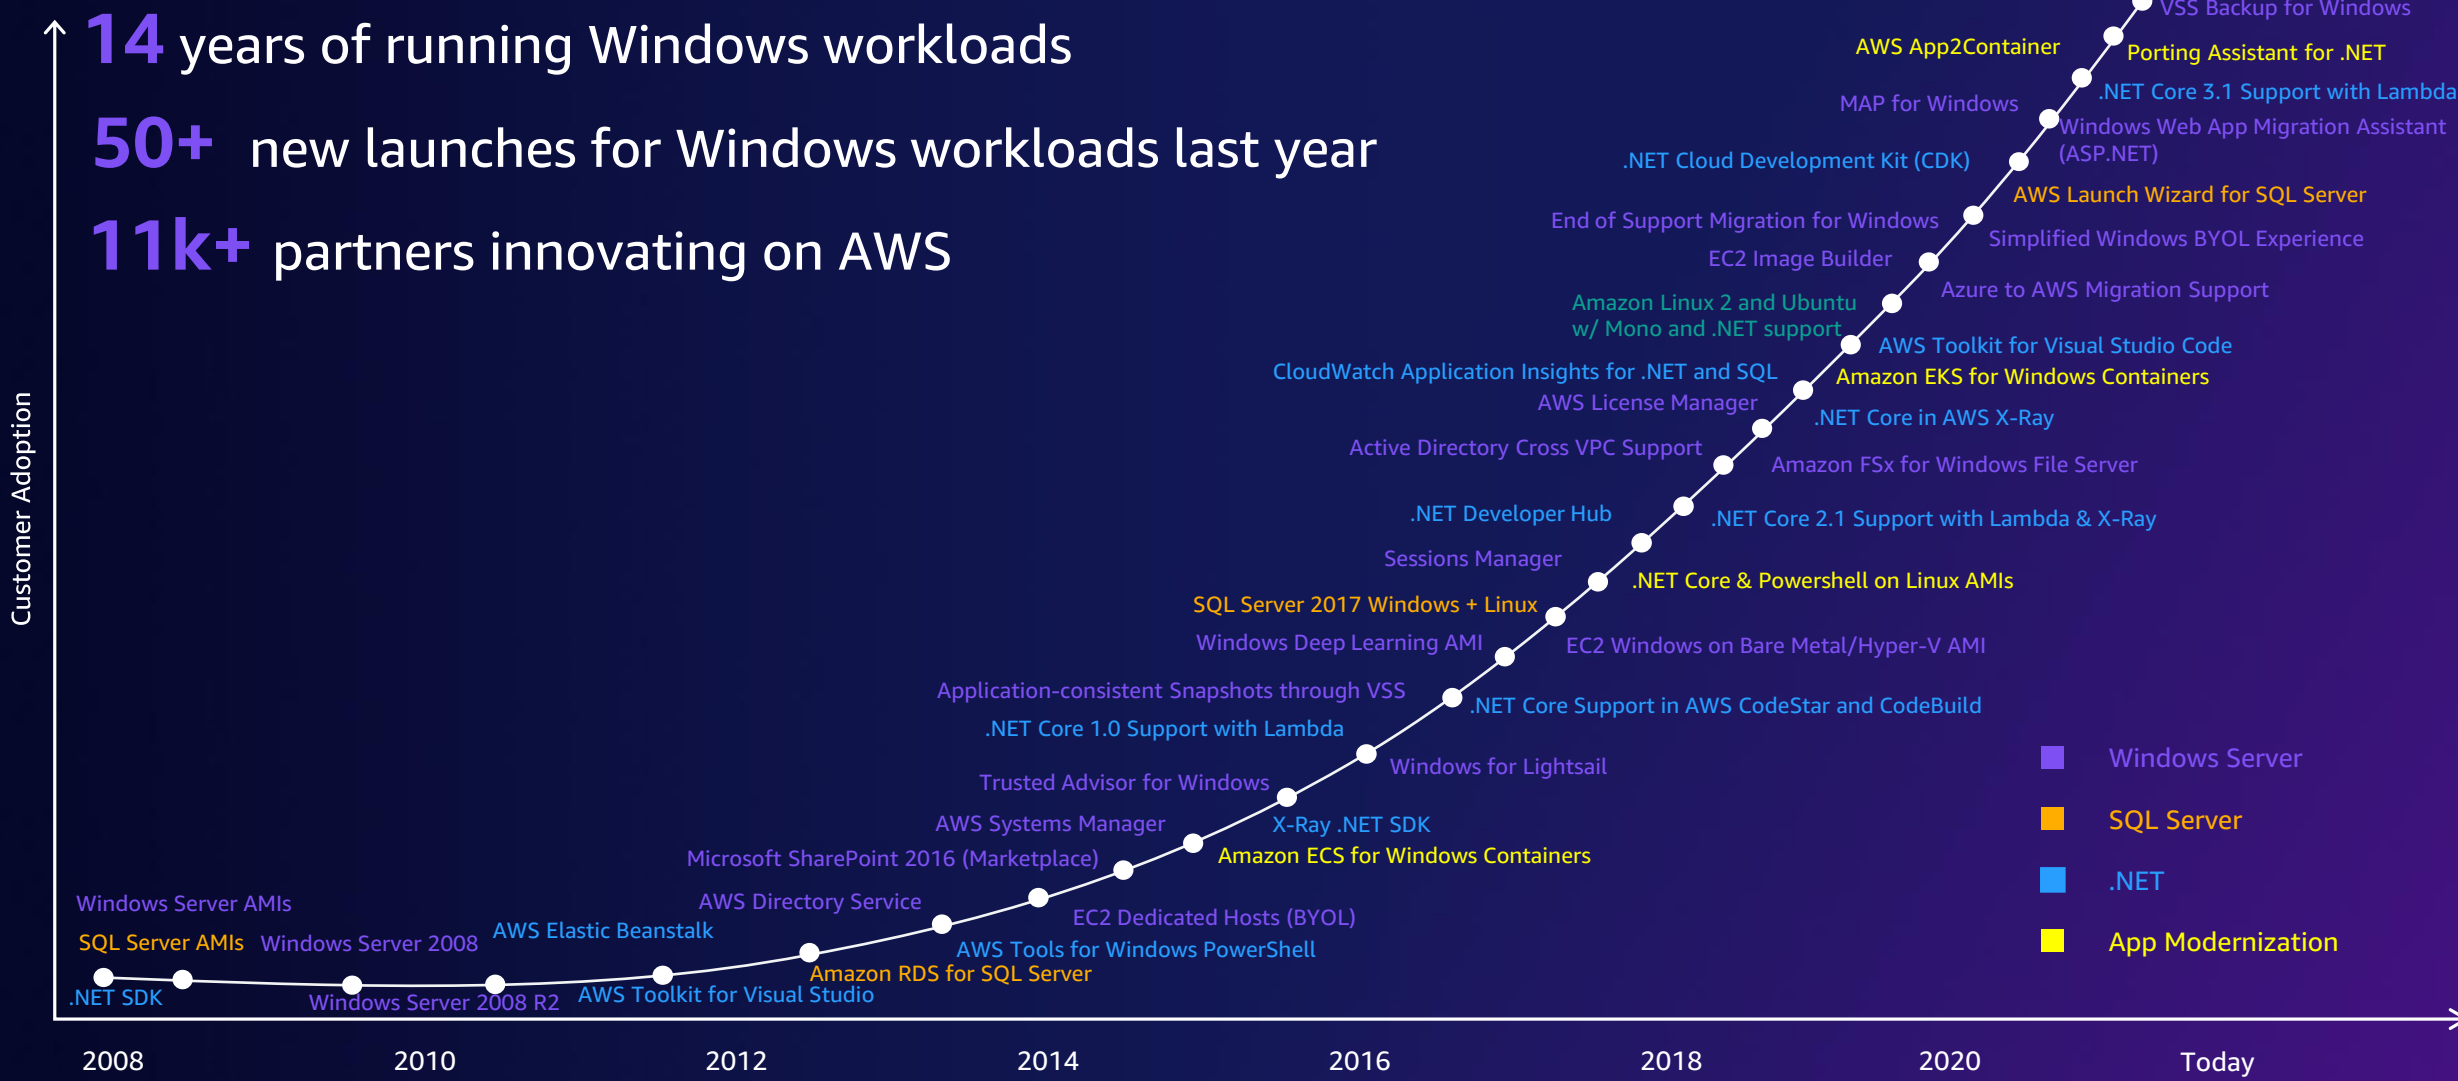 14 years of running Windows workloads
50+ new launches for Windows workloads last year
11k+ partners innovating on AWS
Customer Adoption
VSS Backup for Windows
AWS App2Container
Porting Assistant for .NET
.NET Core 3.1 Support with Lambda
MAP for Windows
Windows Web App Migration Assistant
(ASP.NET)
.NET Cloud Development Kit (CDK)
AWS Launch Wizard for SQL Server
End of Support Migration for Windows
Simplified Windows BYOL Experience
EC2 Image Builder
Azure to AWS Migration Support
Amazon Linux 2 and Ubuntu
w/ Mono and .NET support
AWS Toolkit for Visual Studio Code
CloudWatch Application Insights for .NET and SQL
Amazon EKS for Windows Containers
AWS License Manager
.NET Core in AWS X-Ray
Active Directory Cross VPC Support
Amazon FSx for Windows File Server
.NET Developer Hub
.NET Core 2.1 Support with Lambda & X-Ray
Sessions Manager
.NET Core & Powershell on Linux AMIs
SQL Server 2017 Windows + Linux
Windows Deep Learning AMI
EC2 Windows on Bare Metal/Hyper-V AMI
Application-consistent Snapshots through VSS
.NET Core Support in AWS CodeStar and CodeBuild
.NET Core 1.0 Support with Lambda
Windows for Lightsail
Trusted Advisor for Windows
AWS Systems Manager
X-Ray .NET SDK
Microsoft SharePoint 2016 (Marketplace)
Amazon ECS for Windows Containers
AWS Directory Service
EC2 Dedicated Hosts (BYOL)
Windows Server AMIs
AWS Elastic Beanstalk
SQL Server AMIs
Windows Server 2008
AWS Tools for Windows PowerShell
Amazon RDS for SQL Server
.NET SDK
Windows Server 2008 R2
AWS Toolkit for Visual Studio
Windows Server
SQL Server
.NET
App Modernization
2008
2010
2012
2014
2016
2018
2020
Today